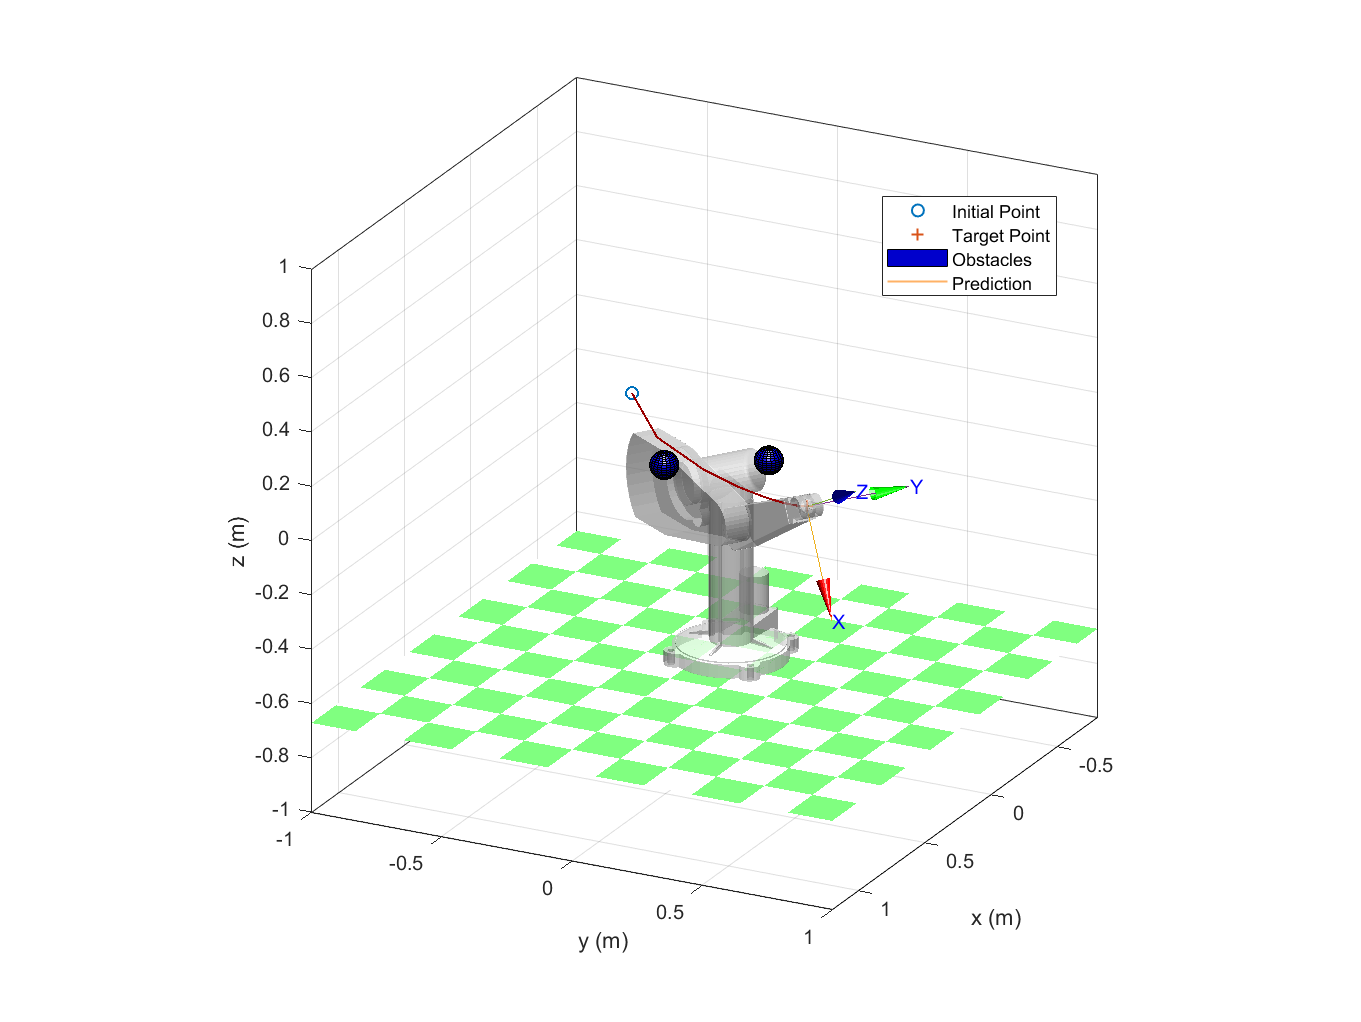 Initial Point
Target Point
Obstacles
Prediction
1
0.8
0.6
0.4
0.2
0
-0.2
-0.4
-0.6
-0.8
-1
z (m)
Z
Y
X
-1
-0.5
0
0.5
1
y (m)
-0.5
0
0.5
1
x (m)